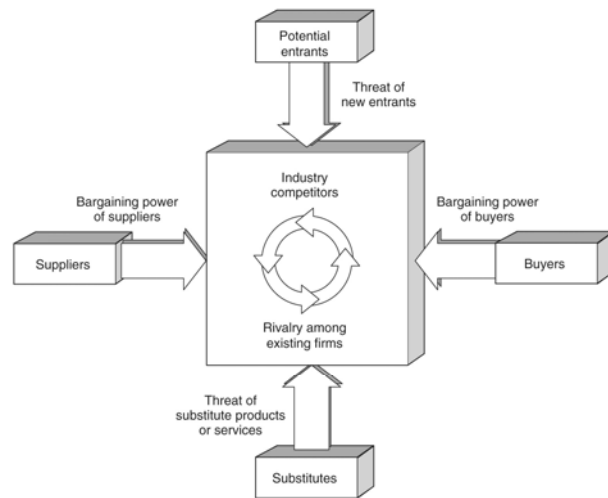 Potential
entrants
Threat of
new entrants
Industry
competitors
Bargaining power
of suppliers
Bargaining power
of buyers
Suppliers
Buyers
Rivalry among
existing firms
Threat of
substitute products
or services
Substitutes